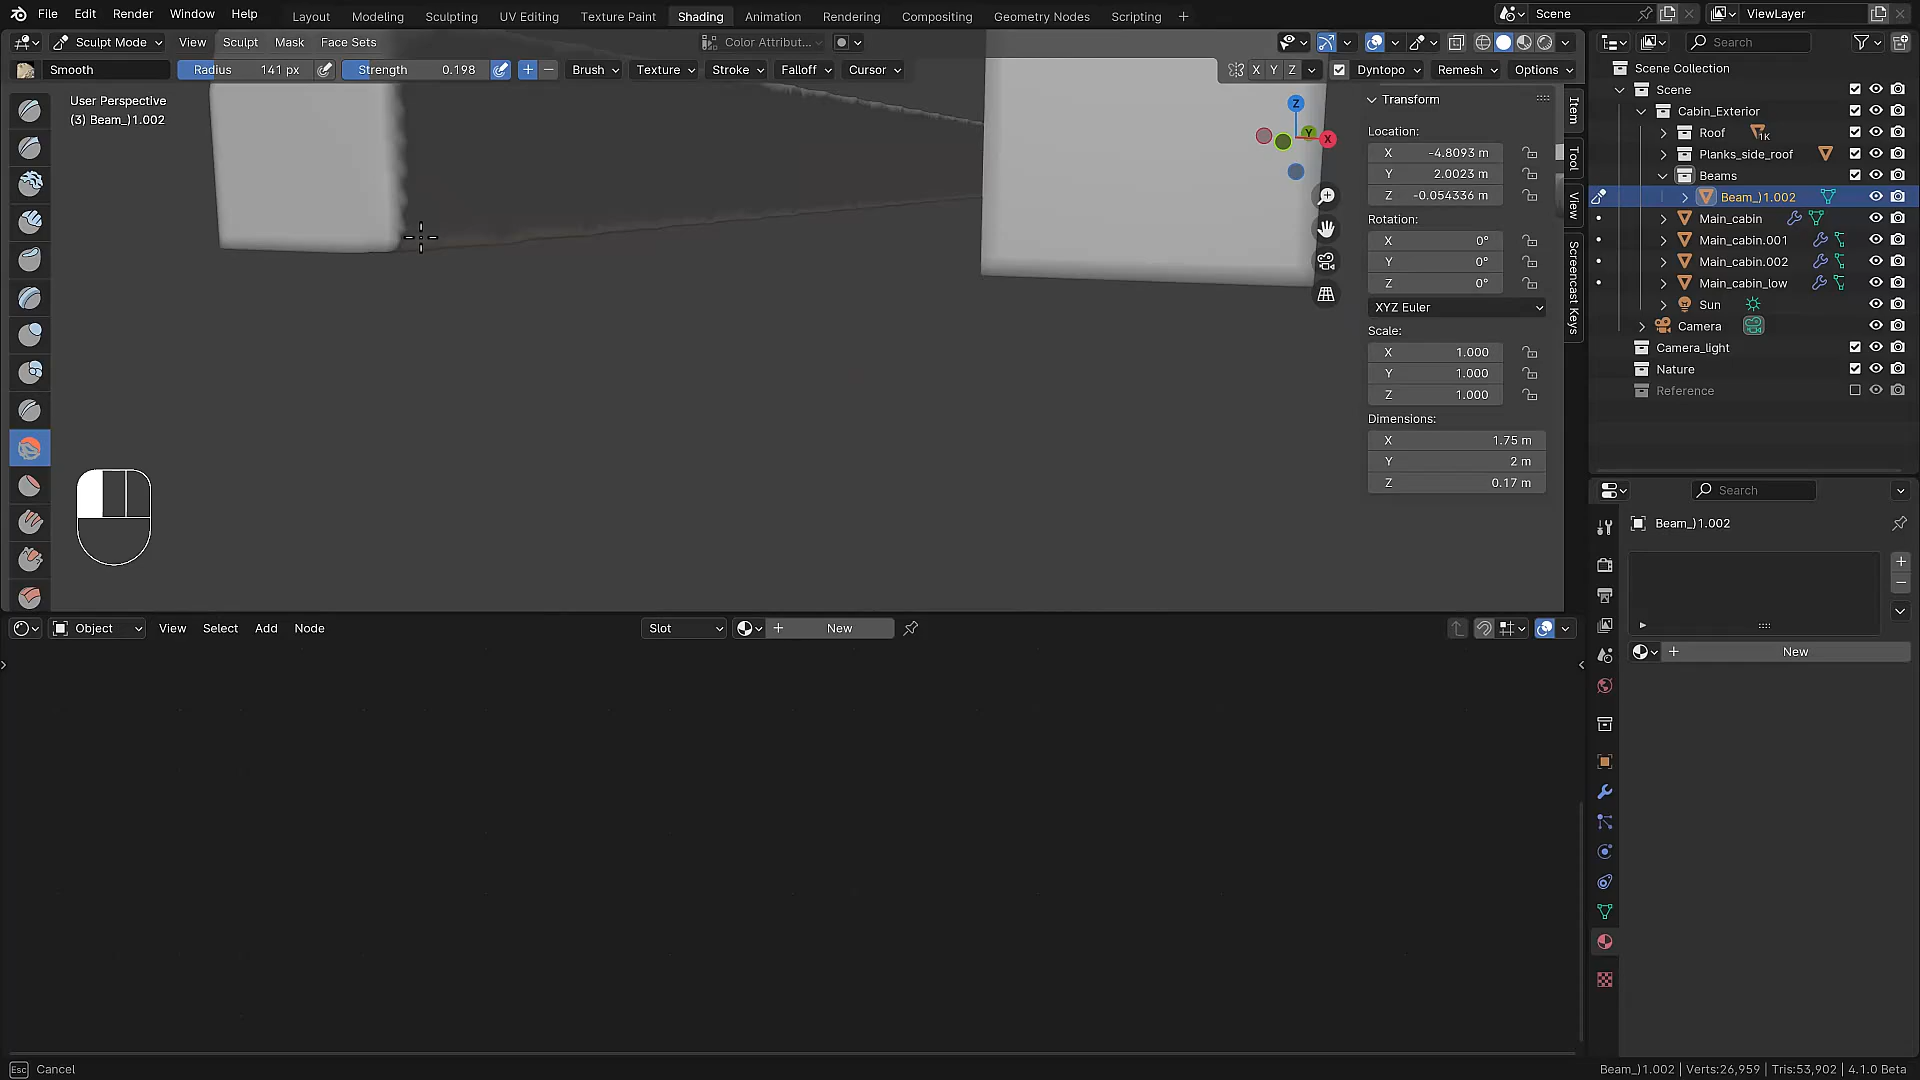 File Edit Render Window Help
Layout Modeling Sculpting UV Editing Texture Paint Shading Animation Rendering Compositing Geometry Nodes Scripting
Scene
ViewLayer
Sculpt Mode View Sculpt Mask Face Sets
Color Attribut...
Search
Smooth Radius 141 px Strength 0.198 Brush Texture Stroke Falloff Cursor
X Y Z Dyntopo Remesh Options
User Perspective
(3) Beam_)1.002
Z
Y
X
Transform
Location:
X -4.8093 m
Y 2.0023 m
Z -0.054336 m
Rotation:
X 0°
Y 0°
Z 0°
XYZ Euler
Scale:
X 1.000
Y 1.000
Z 1.000
Dimensions:
X 1.75 m
Y 2 m
Z 0.17 m
Item
Tool
View
Screencast Keys
Scene Collection
Scene
Cabin_Exterior
Roof 1K
Planks_side_roof
Beams
Beam_)1.002
Main_cabin
Main_cabin.001
Main_cabin.002
Main_cabin_low
Sun
Camera
Camera_light
Nature
Reference
Search
Beam_)1.002
New
Object View Select Add Node
Slot
New
Esc Cancel
Beam_)1.002 | Verts:26,959 | Tris:53,902 | 4.1.0 Beta